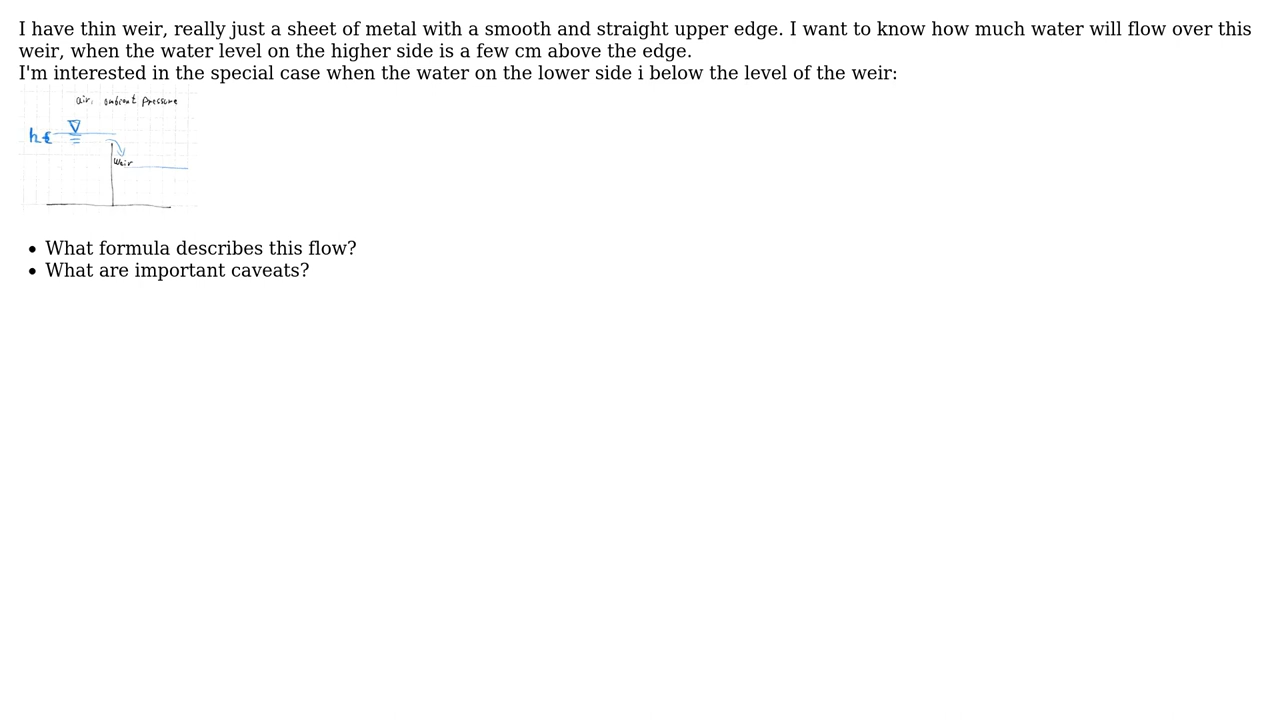 I have thin weir, really just a sheet of metal with a smooth and straight upper edge. I want to know how much water will flow over this
weir, when the water level on the higher side is a few cm above the edge.
I'm interested in the special case when the water on the lower side i below the level of the weir:
air, pressure
h
weir
• What formula describes this flow?
• What are important caveats?